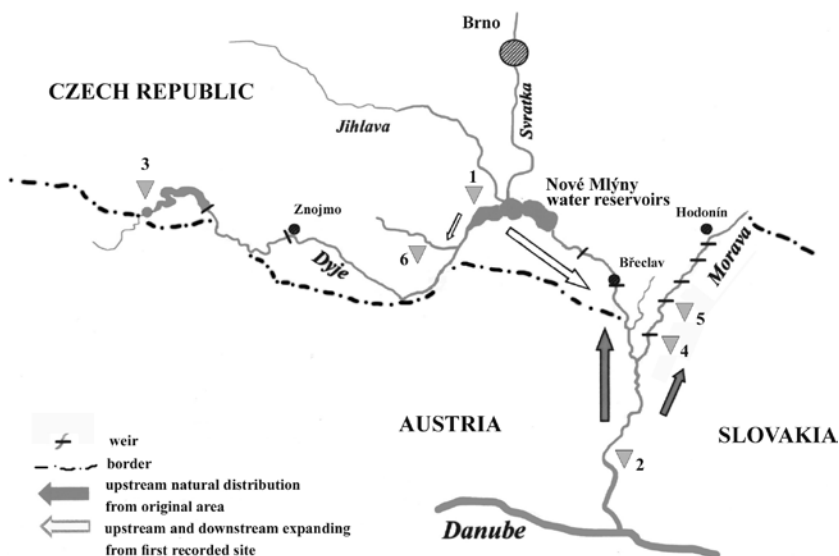 Brno
CZECH REPUBLIC
Jihlava
Svratka
3
1
Nové Mlýny
water reservoirs
Hodonín
Znojmo
Morava
Dyje
6
Břeclav
5
4
AUSTRIA
SLOVAKIA
2
weir
border
upstream natural distribution
from original area
upstream and downstream expanding
from first recorded site
Danube